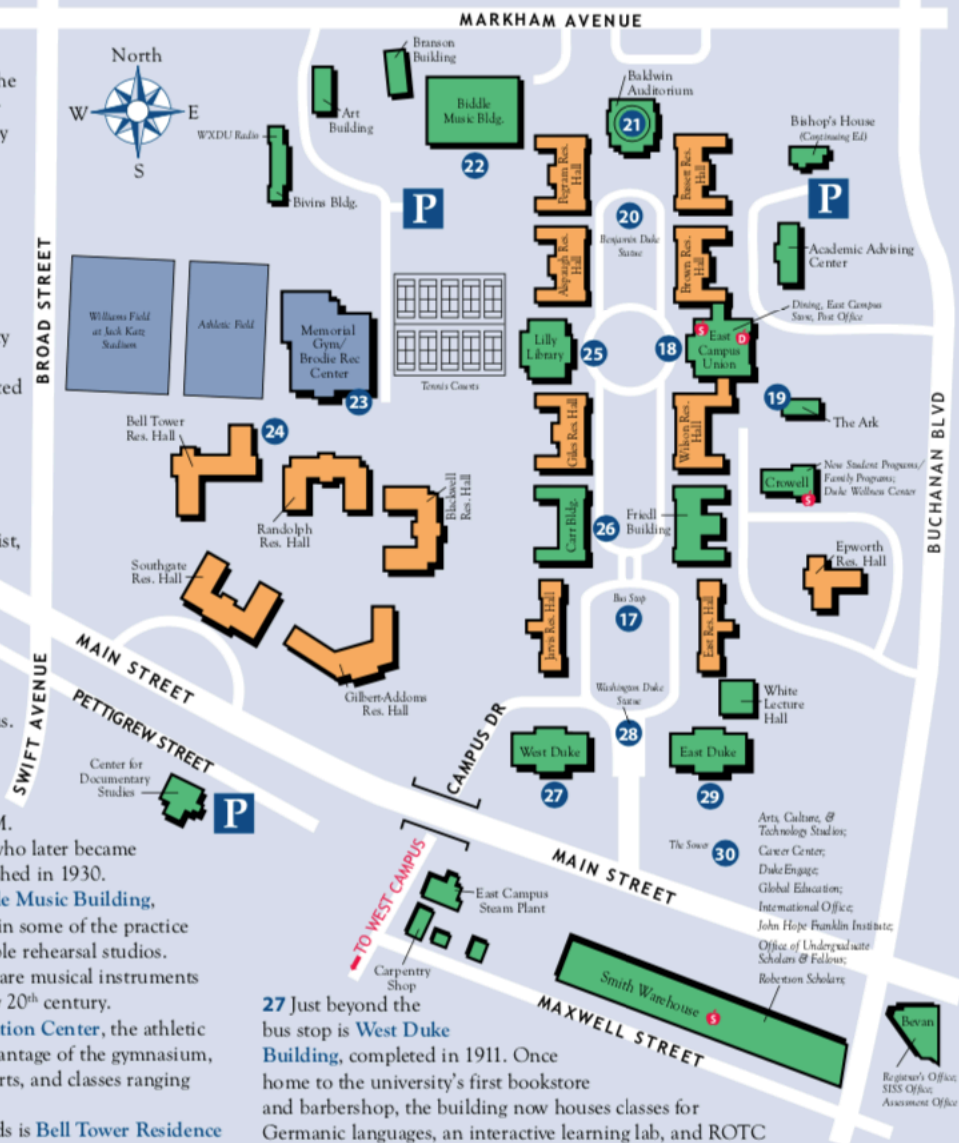 MARKHAM AVENUE
North
W
E
S
Branson
Building
Art
Building
WXDU Radio
Bivins Bldg.
Biddle
Music Bldg.
22
P
Baldwin
Auditorium
21
Bishop's House
(Continuing Ed)
P
Pegram Res.
Hall
Bassett Res.
Hall
20
Benjamin Duke
Statue
Alspaugh Res.
Hall
Brown Res.
Hall
Academic Advising
Center
BROAD STREET
Williams Field
at Jack Katz
Stadium
Athletic Field
Memorial
Gym/
Brodie Rec
Center
23
Tennis Courts
Lilly
Library
25
18
S
D
East
Campus
Union
Dining, East Campus
Store, Post Office
19
The Ark
Bell Tower
Res. Hall
24
Randolph
Res. Hall
Blackwell
Res. Hall
Giles Res. Hall
Wilson Res.
Hall
Crowell
S
New Student Programs/
Family Programs;
Duke Wellness Center
BUCHANAN BLVD
Carr Bldg.
26
Friedl
Building
Epworth
Res. Hall
Southgate
Res. Hall
Gilbert-Addoms
Res. Hall
Jarvis Res. Hall
Bus Stop
17
East Res. Hall
Washington Duke
Statue
28
White
Lecture
Hall
MAIN STREET
PETTIGREW STREET
SWIFT AVENUE
CAMPUS DR
West Duke
27
East Duke
29
Center for
Documentary
Studies
P
The Sower
30
MAIN STREET
Arts, Culture, &
Technology Studios;
Career Center;
DukeEngage;
Global Education;
International Office;
John Hope Franklin Institute;
Office of Undergraduate
Scholars & Fellows;
Robertson Scholars;
TO WEST CAMPUS
East Campus
Steam Plant
Carpentry
Shop
Smith Warehouse
S
MAXWELL STREET
Bevan
Registrar's Office;
SISS Office;
Assessment Office
he
y
y
ced
ist,
s.
M.
who later became
shed in 1930.
le Music Building,
in some of the practice
ple rehearsal studios.
are musical instruments
20th century.
tion Center, the athletic
antage of the gymnasium,
rts, and classes ranging
ds is Bell Tower Residence
27 Just beyond the
bus stop is West Duke
Building, completed in 1911. Once
home to the university's first bookstore
and barbershop, the building now houses classes for
Germanic languages, an interactive learning lab, and ROTC